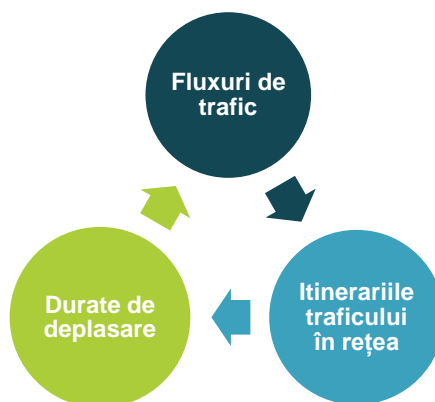 Fluxuri de
trafic
Itinerariile
traficului
în rețea
Durate de
deplasare